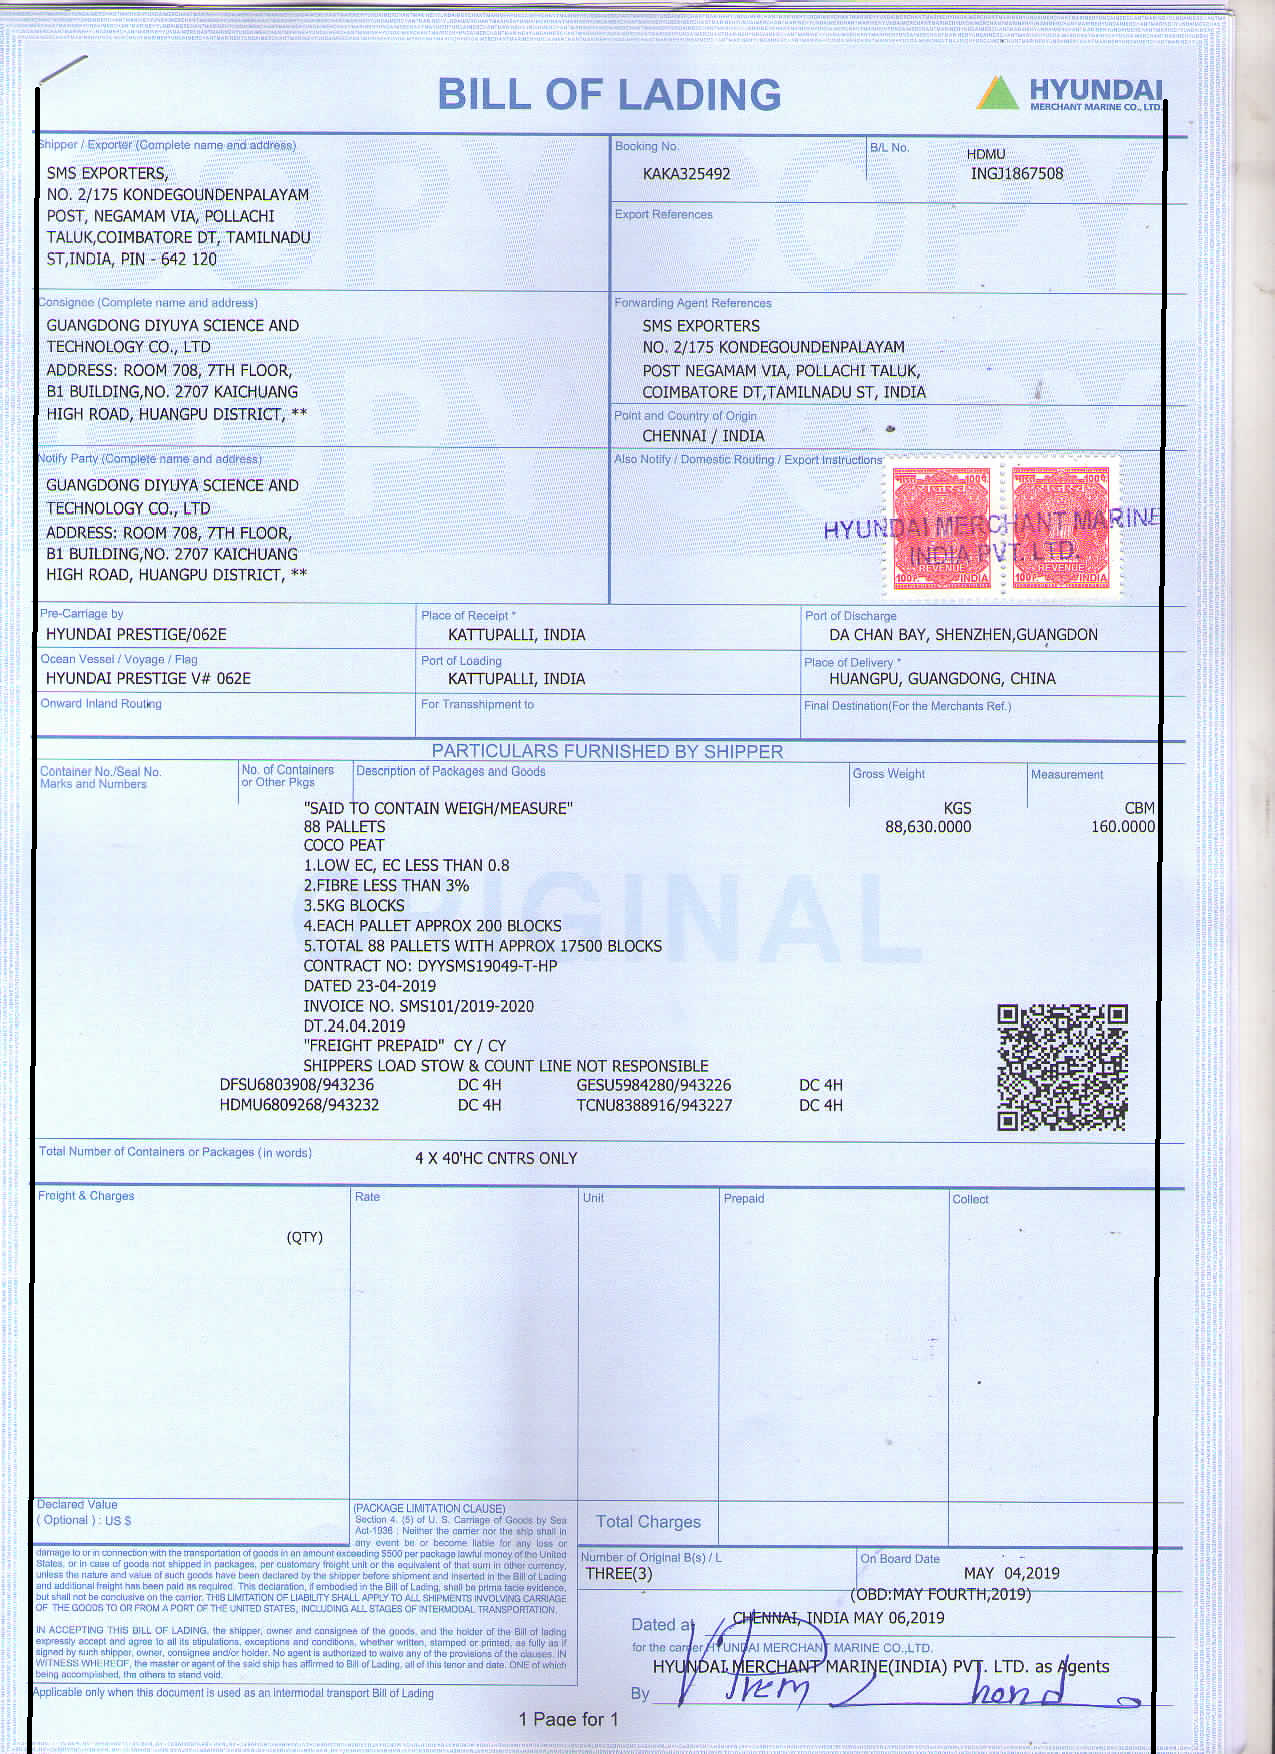 BILL OF LADING
HYUNDAI
MERCHANT MARINE CO., LTD.
Shipper / Exporter (Complete name and address)
SMS EXPORTERS,
NO. 2/175 KONDEGOUNDENPALAYAM
POST, NEGAMAM VIA, POLLACHI
TALUK,COIMBATORE DT, TAMILNADU
ST,INDIA, PIN - 642 120
Booking No.
KAKA325492
B/L No.
HDMU
INGJ1867508
Export References
Consignee (Complete name and address)
GUANGDONG DIYUYA SCIENCE AND
TECHNOLOGY CO., LTD
ADDRESS: ROOM 708, 7TH FLOOR,
B1 BUILDING,NO. 2707 KAICHUANG
HIGH ROAD, HUANGPU DISTRICT, **
Forwarding Agent References
SMS EXPORTERS
NO. 2/175 KONDEGOUNDENPALAYAM
POST NEGAMAM VIA, POLLACHI TALUK,
COIMBATORE DT,TAMILNADU ST, INDIA
Point and Country of Origin
CHENNAI / INDIA
Notify Party (Complete name and address)
GUANGDONG DIYUYA SCIENCE AND
TECHNOLOGY CO., LTD
ADDRESS: ROOM 708, 7TH FLOOR,
B1 BUILDING,NO. 2707 KAICHUANG
HIGH ROAD, HUANGPU DISTRICT, **
Also Notify / Domestic Routing / Export Instructions
भारत 100 पै. भारत 100 पै.
HYUNDAI MERCHANT MARINE
INDIA PVT. LTD.
REVENUE REVENUE
100P INDIA 100P INDIA
Pre-Carriage by
HYUNDAI PRESTIGE/062E
Place of Receipt *
KATTUPALLI, INDIA
Port of Discharge
DA CHAN BAY, SHENZHEN,GUANGDON
Ocean Vessel / Voyage / Flag
HYUNDAI PRESTIGE V# 062E
Port of Loading
KATTUPALLI, INDIA
Place of Delivery *
HUANGPU, GUANGDONG, CHINA
Onward Inland Routing
For Transshipment to
Final Destination(For the Merchants Ref.)
PARTICULARS FURNISHED BY SHIPPER
Container No./Seal No.
Marks and Numbers
No. of Containers
or Other Pkgs
Description of Packages and Goods
Gross Weight
Measurement
"SAID TO CONTAIN WEIGH/MEASURE" KGS CBM
88 PALLETS 88,630.0000 160.0000
COCO PEAT
1.LOW EC, EC LESS THAN 0.8
2.FIBRE LESS THAN 3%
3.5KG BLOCKS
4.EACH PALLET APPROX 200 BLOCKS
5.TOTAL 88 PALLETS WITH APPROX 17500 BLOCKS
CONTRACT NO: DYYSMS19049-T-HP
DATED 23-04-2019
INVOICE NO. SMS101/2019-2020
DT.24.04.2019
"FREIGHT PREPAID" CY / CY
SHIPPERS LOAD STOW & COUNT LINE NOT RESPONSIBLE
DFSU6803908/943236 DC 4H GESU5984280/943226 DC 4H
HDMU6809268/943232 DC 4H TCNU8388916/943227 DC 4H
ORIGINAL
Total Number of Containers or Packages (in words)
4 X 40'HC CNTRS ONLY
Freight & Charges
Rate
Unit
Prepaid
Collect
(QTY)
Declared Value
( Optional ) : US $
(PACKAGE LIMITATION CLAUSE)
Section 4. (5) of U. S. Carriage of Goods by Sea
Act-1936 : Neither the carrier nor the ship shall in
any event be or become liable for any loss or
damage to or in connection with the transportation of goods in an amount exceeding $500 per package lawful money of the United
States, or in case of goods not shipped in packages, per customary freight unit or the equivalent of that sum in other currency,
unless the nature and value of such goods have been declared by the shipper before shipment and inserted in the Bill of Lading
and additional freight has been paid as required. This declaration, if embodied in the Bill of Lading, shall be prima tacie evidence,
but shall not be conclusive on the carrier. THIS LIMITATION OF LIABILITY SHALL APPLY TO ALL SHIPMENTS INVOLVING CARRIAGE
OF THE GOODS TO OR FROM A PORT OF THE UNITED STATES, INCLUDING ALL STAGES OF INTERMODAL TRANSPORTATION.
IN ACCEPTING THIS BILL OF LADING, the shipper, owner and consignee of the goods, and the holder of the Bill of lading
expressly accept and agree to all its stipulations, exceptions and conditions, whether written, stamped or printed, as fully as if
signed by such shipper, owner, consignee and/or holder. No agent is authorized to waive any of the provisions of the clauses. IN
WITNESS WHEREOF, the master or agent of the said ship has affirmed to Bill of Lading, all of this tenor and date. ONE of which
being accomplished, the others to stand void.
Applicable only when this document is used as an intermodal transport Bill of Lading
Total Charges
Number of Original B(s) / L
THREE(3)
On Board Date
MAY 04,2019
(OBD:MAY FOURTH,2019)
Dated at CHENNAI, INDIA MAY 06,2019
for the carrier HYUNDAI MERCHANT MARINE CO.,LTD.
HYUNDAI MERCHANT MARINE(INDIA) PVT. LTD. as Agents
By
1 Page for 1